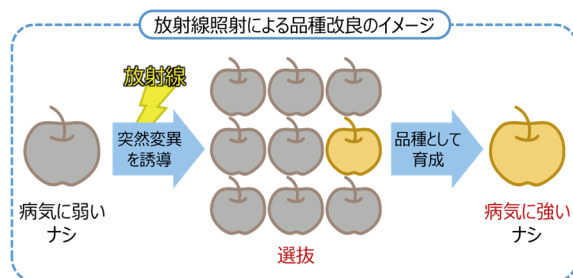 放射線照射による品種改良のイメージ
放射線
突然変異
を誘導
品種として
育成
病気に弱い
ナシ
選抜
病気に強い
ナシ